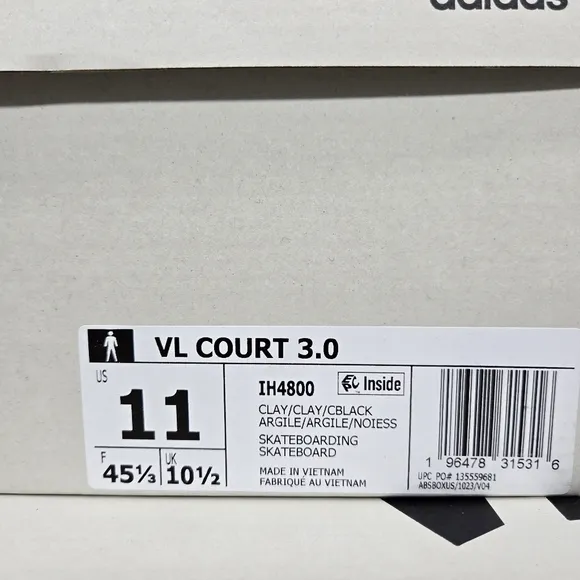 adidas
VL COURT 3.0
US
11
F
45⅓
UK
10½
IH4800
Inside
CLAY/CLAY/CBLACK
ARGILE/ARGILE/NOIESS
SKATEBOARDING
SKATEBOARD
MADE IN VIETNAM
FABRIQUÉ AU VIETNAM
1 96478 31531 6
UPC PO# 135559681
ABSBOXUS/1023/V04